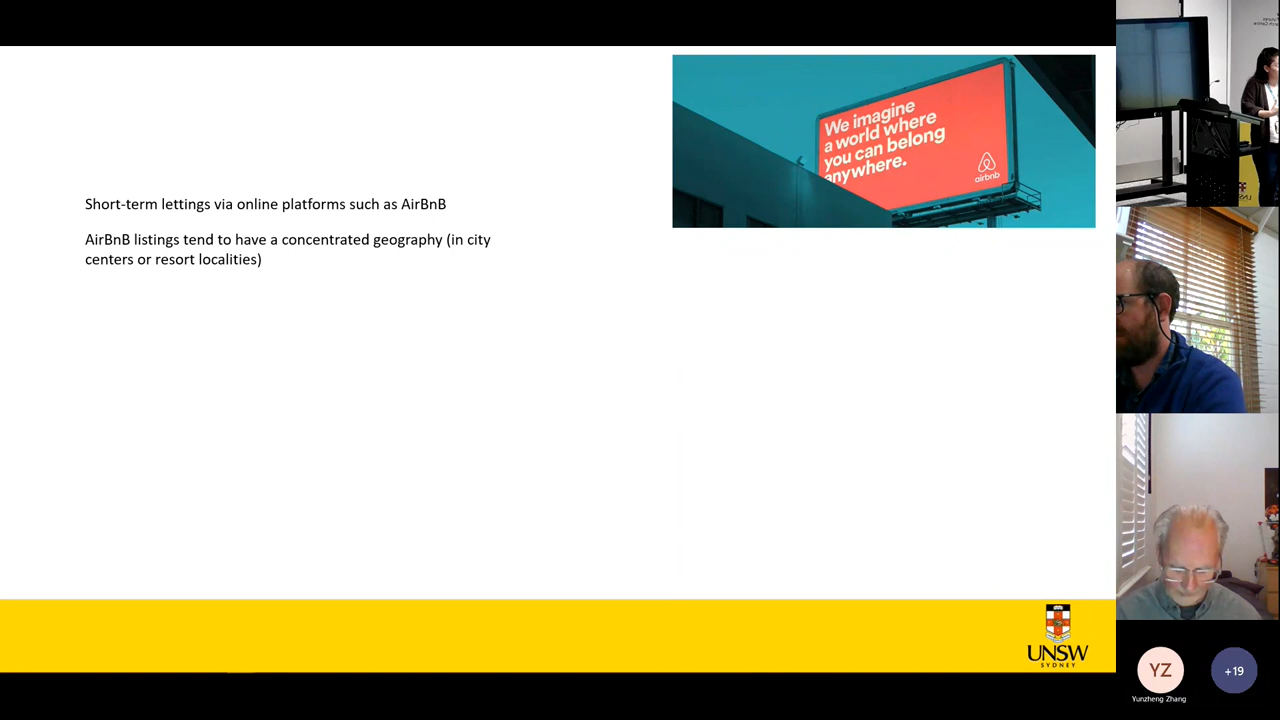 We imagine
a world where
you can belong
anywhere.
airbnb
Short-term lettings via online platforms such as AirBnB
AirBnB listings tend to have a concentrated geography (in city
centers or resort localities)
UNSW
SYDNEY
YZ
+19
Yunzheng Zhang